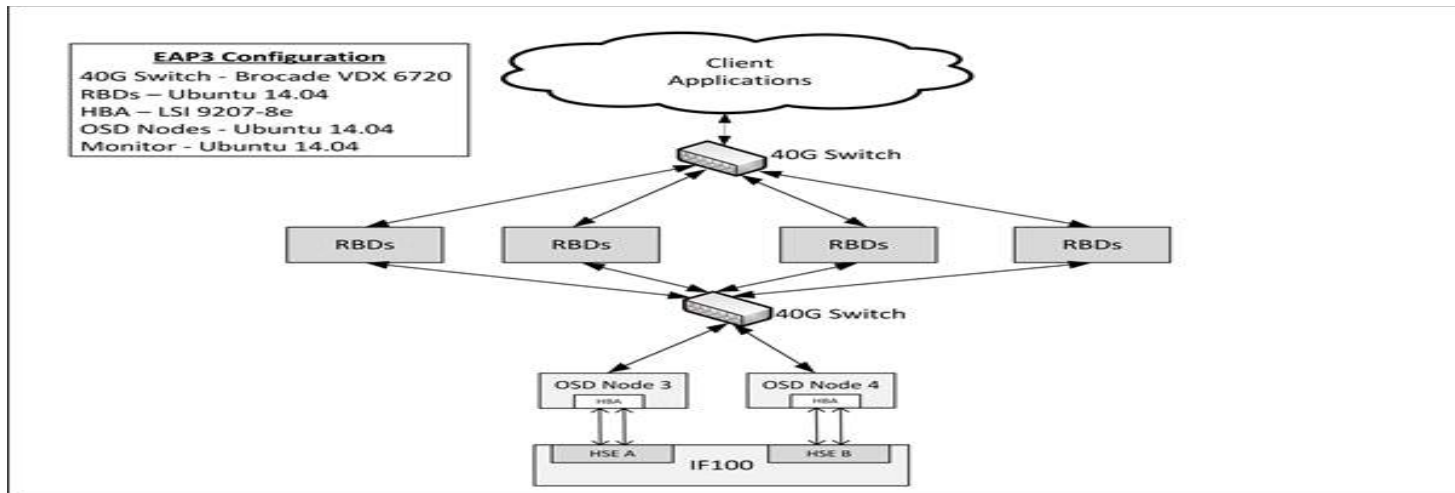 EAP3 Configuration
40G Switch - Brocade VDX 6720
RBDs – Ubuntu 14.04
HBA – LSI 9207-8e
OSD Nodes - Ubuntu 14.04
Monitor - Ubuntu 14.04
Client
Applications
40G Switch
RBDs
RBDs
RBDs
RBDs
40G Switch
OSD Node 3
HBA
OSD Node 4
HBA
HSE A
IF100
HSE B